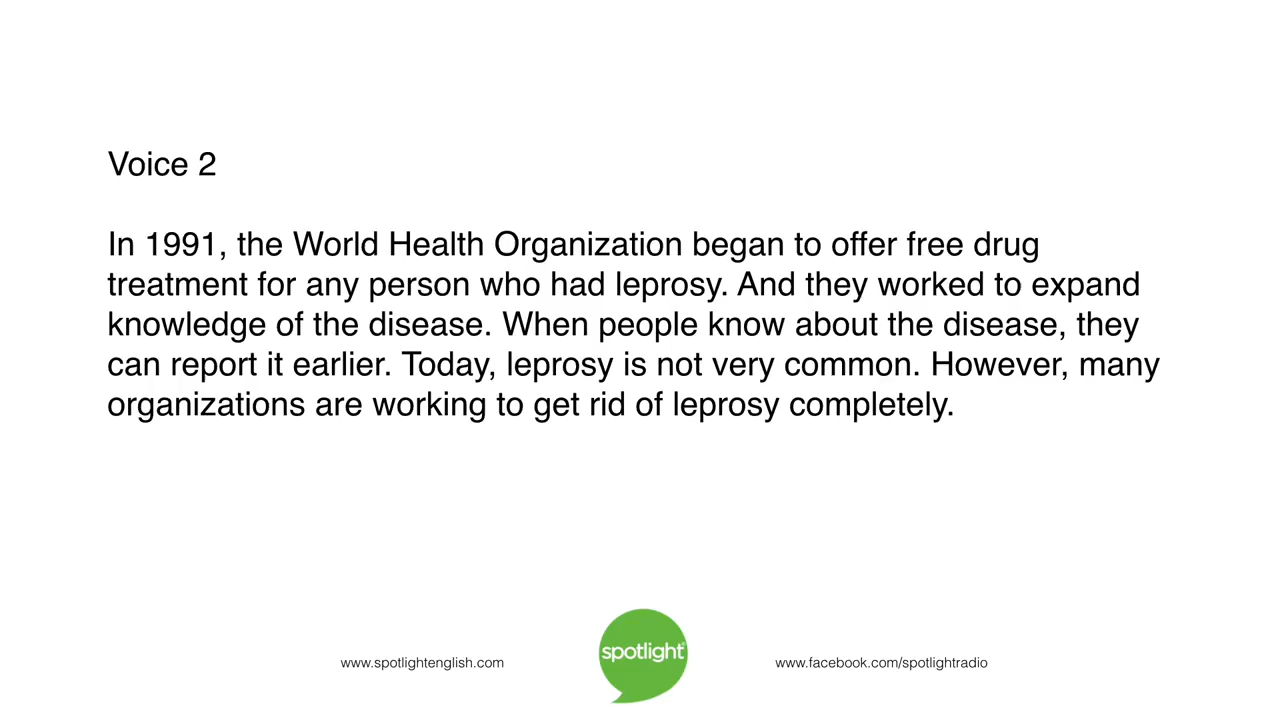 Voice 2
In 1991, the World Health Organization began to offer free drug
treatment for any person who had leprosy. And they worked to expand
knowledge of the disease. When people know about the disease, they
can report it earlier. Today, leprosy is not very common. However, many
organizations are working to get rid of leprosy completely.
www.spotlightenglish.com
spotlight
www.facebook.com/spotlightradio